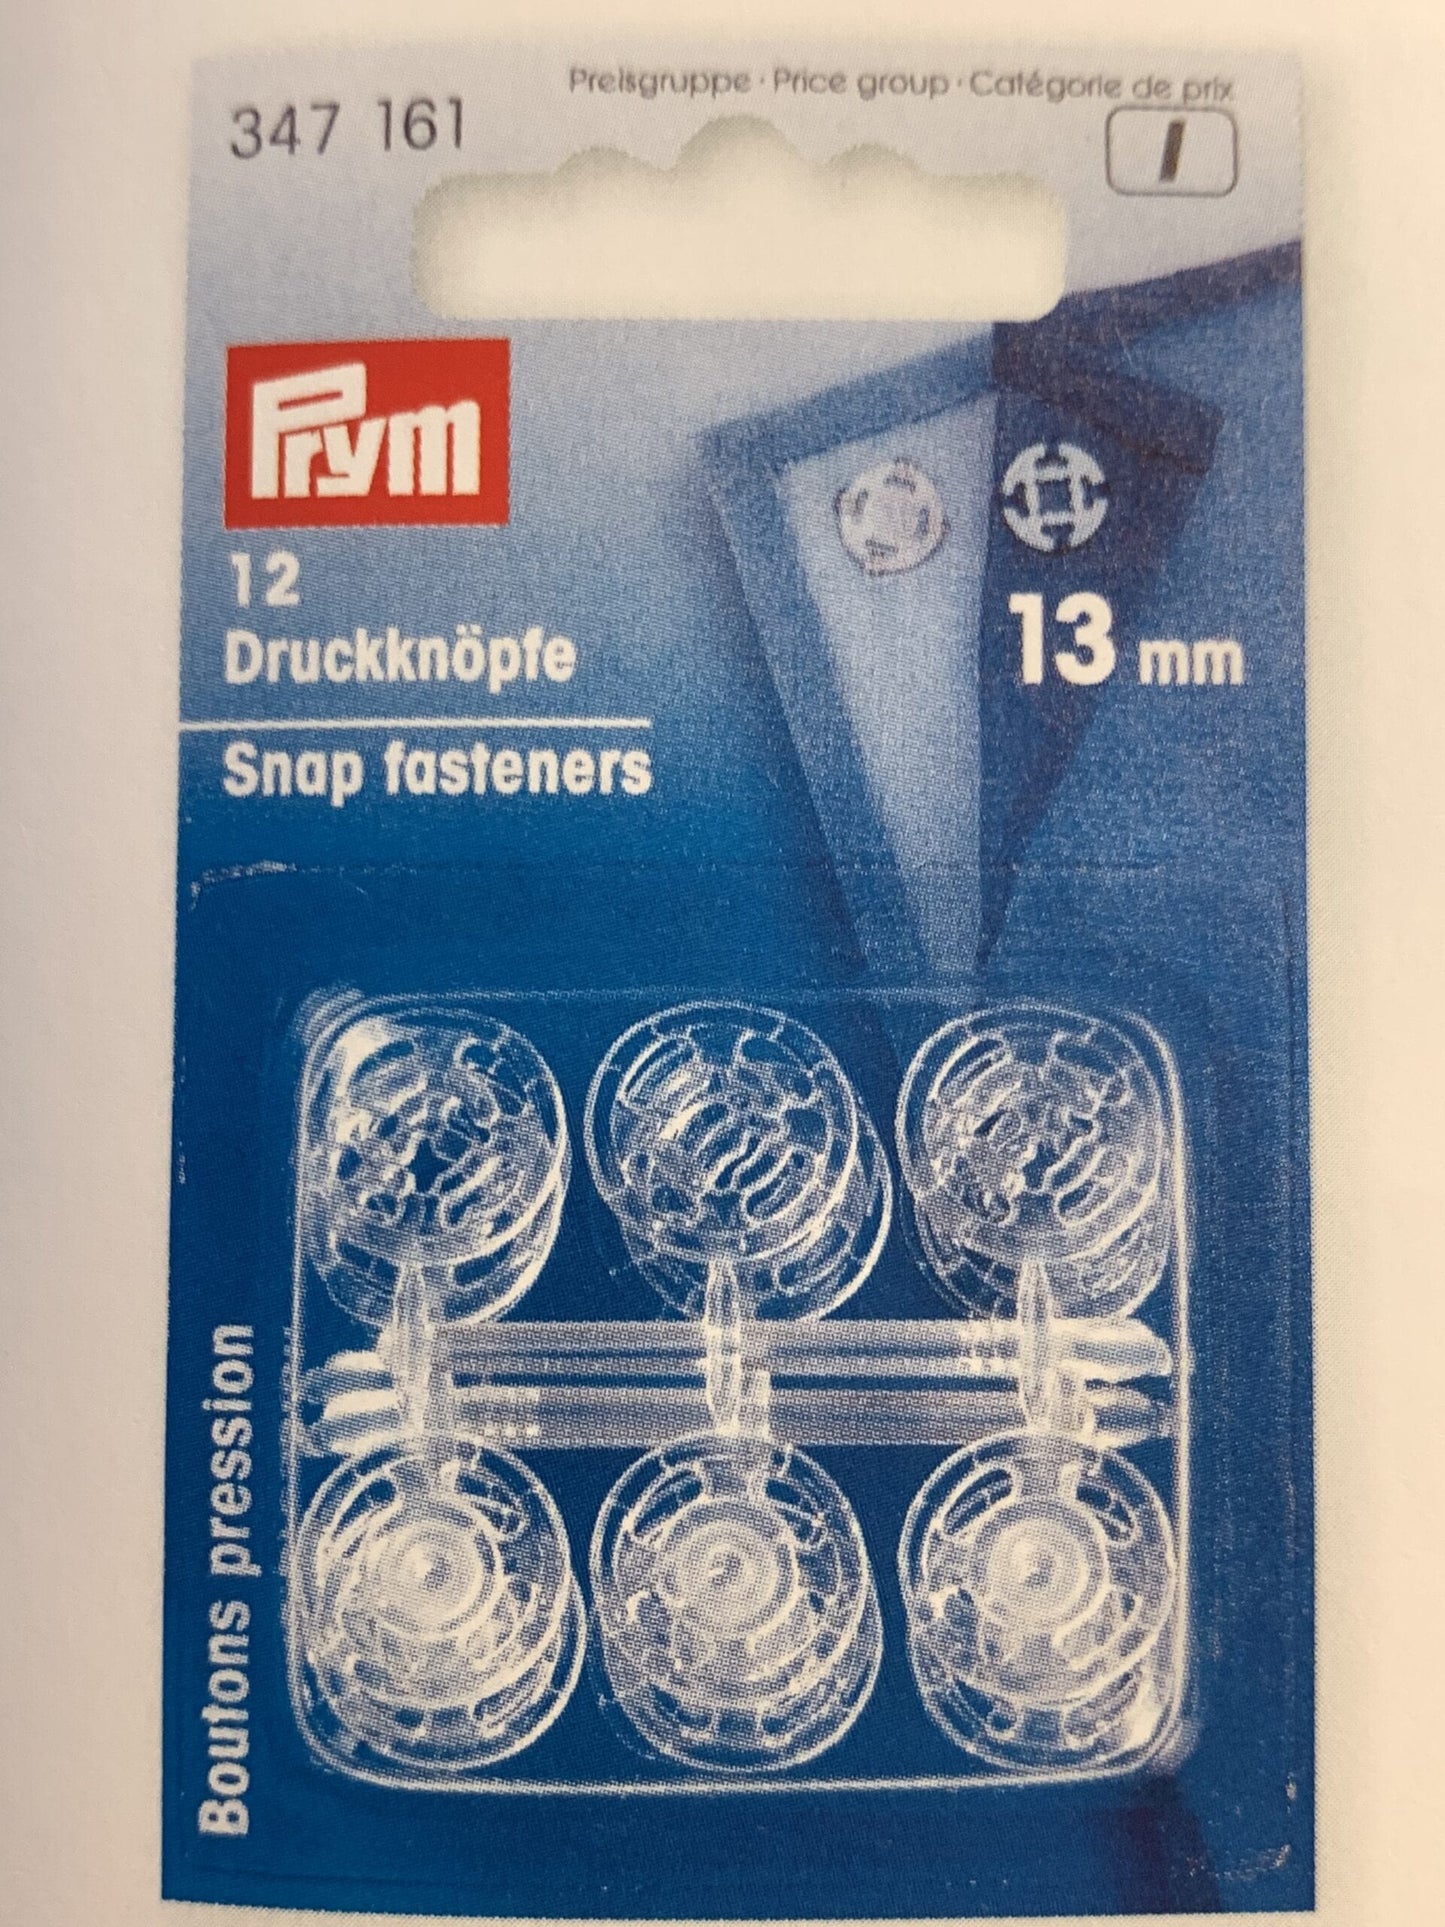 Preisgruppe · Price group · Catégorie de prix
347 161
I
Prym
12
Druckknöpfe
13 mm
Snap fasteners
Boutons pression